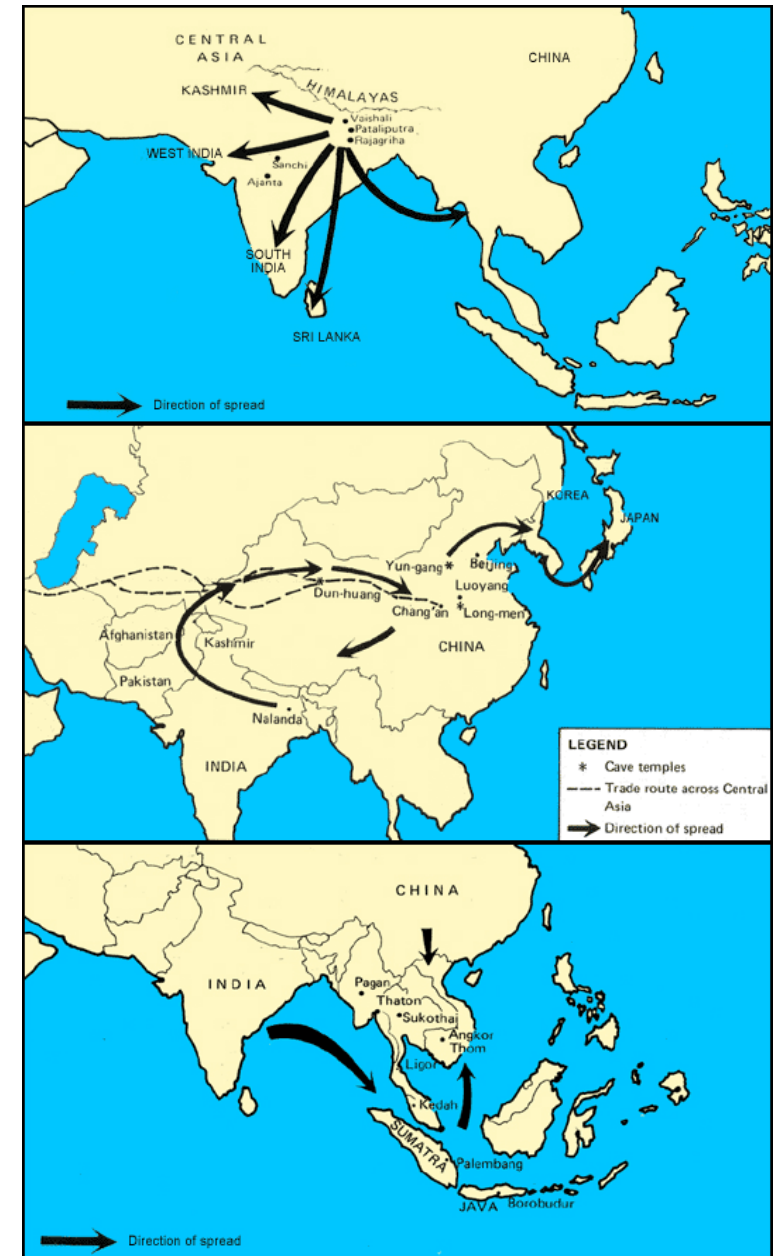 CENTRAL
ASIA
CHINA
KASHMIR
HIMALAYAS
Vaishali
Pataliputra
Rajagriha
WEST INDIA
Sanchi
Ajanta
SOUTH
INDIA
SRI LANKA
Direction of spread
KOREA
JAPAN
Yun-gang
Beijing
Dun-huang
Luoyang
Chang'an
Long-men
Afghanistan
Kashmir
CHINA
Pakistan
Nalanda
INDIA
LEGEND
Cave temples
Trade route across Central
Asia
Direction of spread
CHINA
INDIA
Pagan
Thaton
Sukothai
Angkor
Thom
Ligor
Kedah
SUMATRA
Palembang
JAVA
Borobudur
Direction of spread